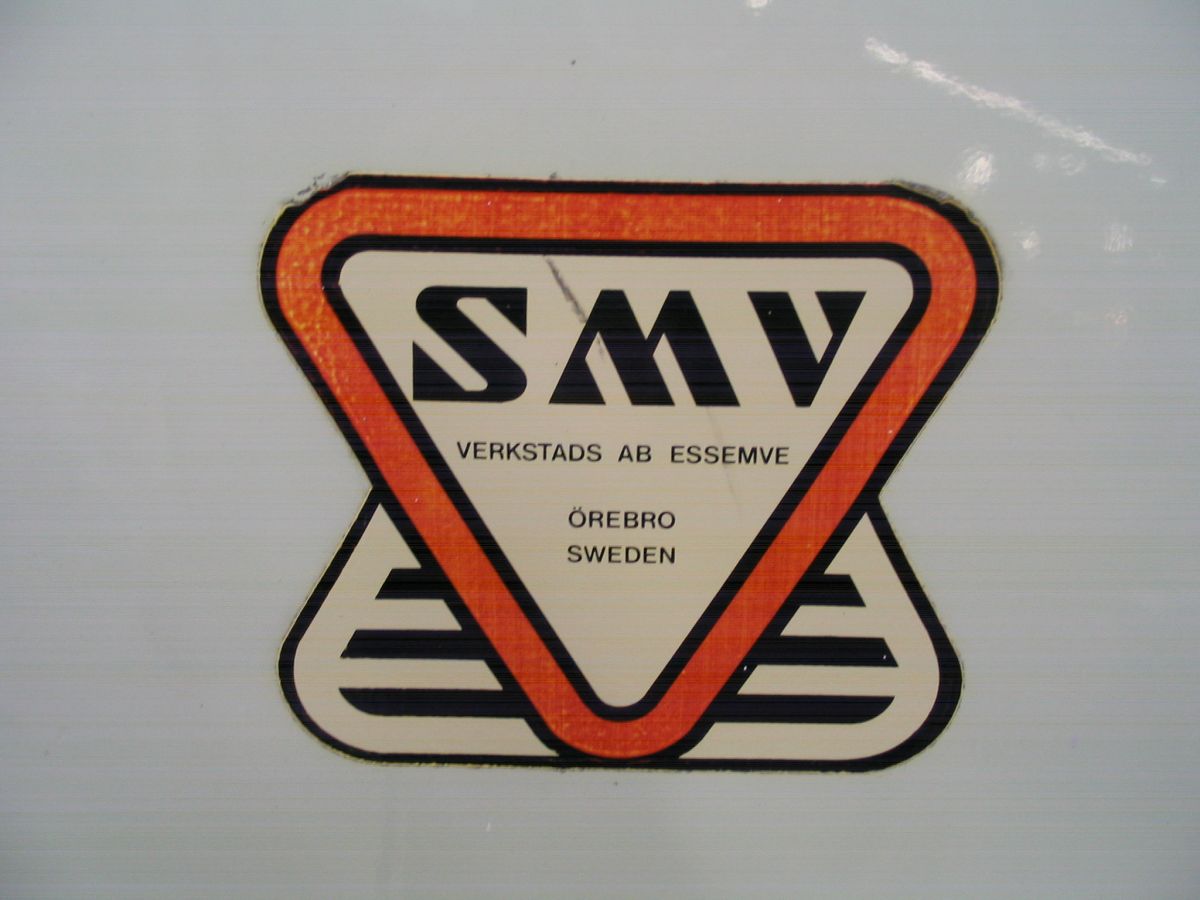 SMV
VERKSTADS AB ESSEMVE
ÖREBRO
SWEDEN